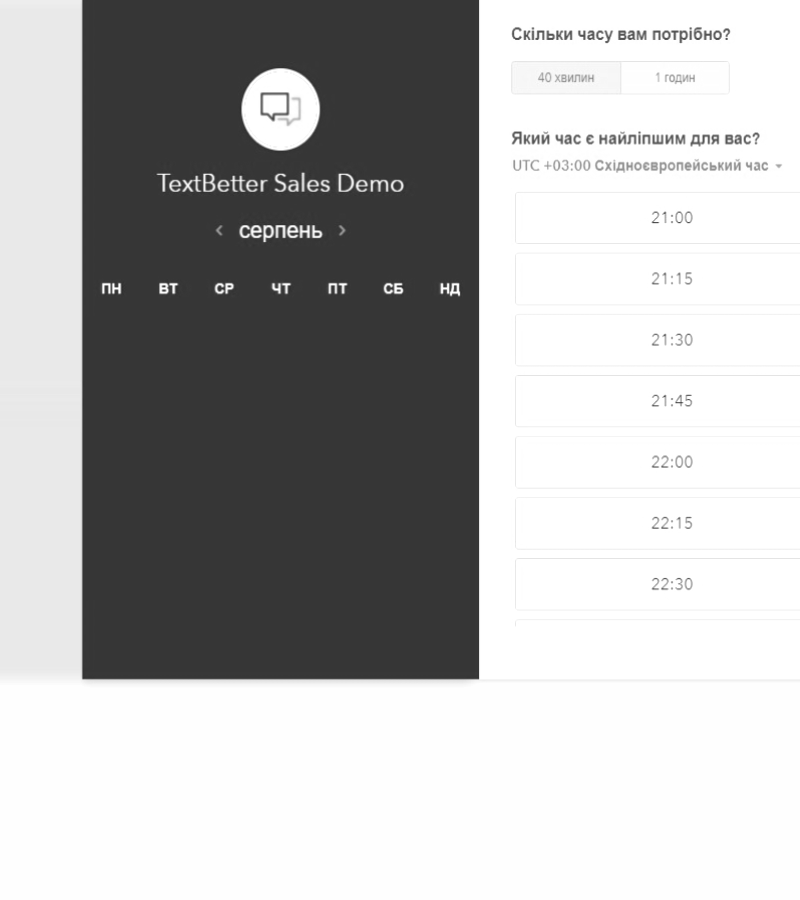 TextBetter Sales Demo
серпень
ПН ВТ СР ЧТ ПТ СБ НД
Скільки часу вам потрібно?
40 хвилин 1 годин
Який час є найліпшим для вас?
UTC +03:00 Східноєвропейський час
21:00
21:15
21:30
21:45
22:00
22:15
22:30